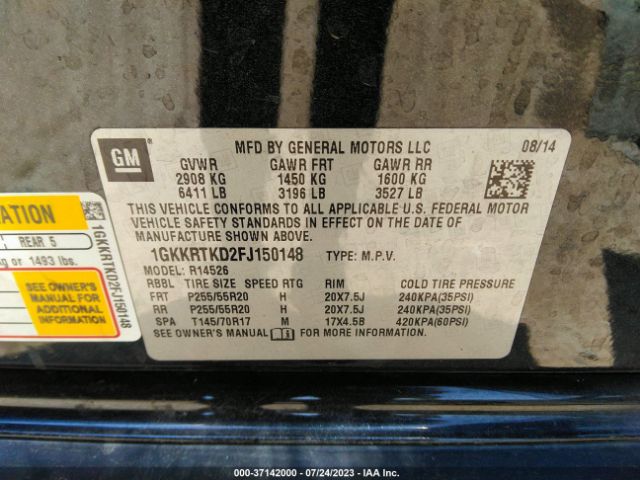 GM
MFD BY GENERAL MOTORS LLC 08/14
GVWR GAWR FRT GAWR RR
2908 KG 1450 KG 1600 KG
6411 LB 3196 LB 3527 LB
THIS VEHICLE CONFORMS TO ALL APPLICABLE U.S. FEDERAL MOTOR
VEHICLE SAFETY STANDARDS IN EFFECT ON THE DATE OF
MANUFACTURE SHOWN ABOVE.
1GKKRTKD2FJ150148 TYPE: M.P.V.
MODEL: R14526
RBBL TIRE SIZE SPEED RTG RIM COLD TIRE PRESSURE
FRT P255/55R20 H 20X7.5J 240KPA(35PSI)
RR P255/55R20 H 20X7.5J 240KPA(35PSI)
SPA T145/70R17 M 17X4.5B 420KPA(60PSI)
SEE OWNER'S MANUAL FOR MORE INFORMATION.
ATION
REAR 5
kg or 1493 lbs.
SEE OWNER'S
MANUAL FOR
ADDITIONAL
INFORMATION
1GKKRTKD2FJ150148
000-37142000 - 07/24/2023 - IAA Inc.